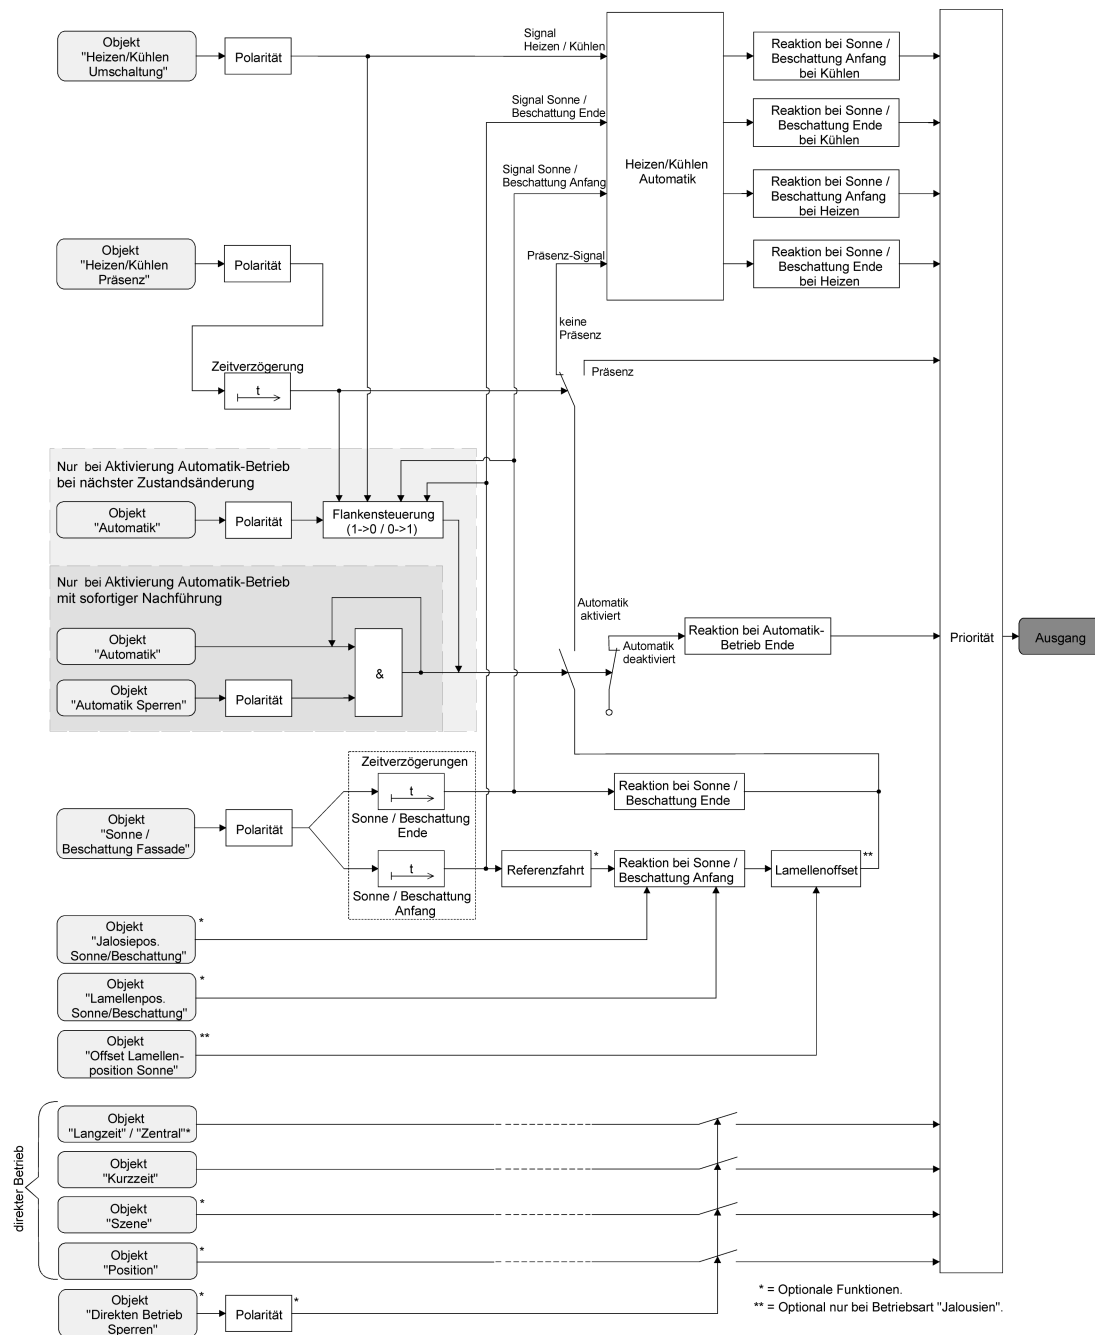 Objekt
"Heizen/Kühlen
Umschaltung"
Polarität
Signal
Heizen / Kühlen
Signal Sonne /
Beschattung Ende
Signal Sonne /
Beschattung Anfang
Präsenz-Signal
Heizen/Kühlen
Automatik
Reaktion bei Sonne /
Beschattung Anfang
bei Kühlen
Reaktion bei Sonne /
Beschattung Ende
bei Kühlen
Reaktion bei Sonne /
Beschattung Anfang
bei Heizen
Reaktion bei Sonne /
Beschattung Ende
bei Heizen
Objekt
"Heizen/Kühlen
Präsenz"
Polarität
keine
Präsenz
Präsenz
Zeitverzögerung
t
Nur bei Aktivierung Automatik-Betrieb
bei nächster Zustandsänderung
Objekt
"Automatik"
Polarität
Flankensteuerung
(1->0 / 0->1)
Nur bei Aktivierung Automatik-Betrieb
mit sofortiger Nachführung
Objekt
"Automatik"
Objekt
"Automatik Sperren"
Polarität
&
Automatik
aktiviert
Automatik
deaktiviert
Reaktion bei Automatik-
Betrieb Ende
Priorität
Ausgang
Zeitverzögerungen
t
Sonne / Beschattung
Ende
t
Sonne / Beschattung
Anfang
Objekt
"Sonne /
Beschattung Fassade"
Polarität
Reaktion bei Sonne /
Beschattung Ende
Referenzfahrt
*
Reaktion bei Sonne /
Beschattung Anfang
Lamellenoffset
**
Objekt
"Jalosiepos.
Sonne/Beschattung"
*
Objekt
"Lamellenpos.
Sonne/Beschattung"
*
Objekt
"Offset Lamellen-
position Sonne"
**
direkter Betrieb
Objekt
"Langzeit" / "Zentral"*
Objekt
"Kurzzeit"
Objekt
"Szene"
*
Objekt
"Position"
*
Objekt
"Direkten Betrieb
Sperren"
*
Polarität
*
* = Optionale Funktionen.
** = Optional nur bei Betriebsart "Jalousien".